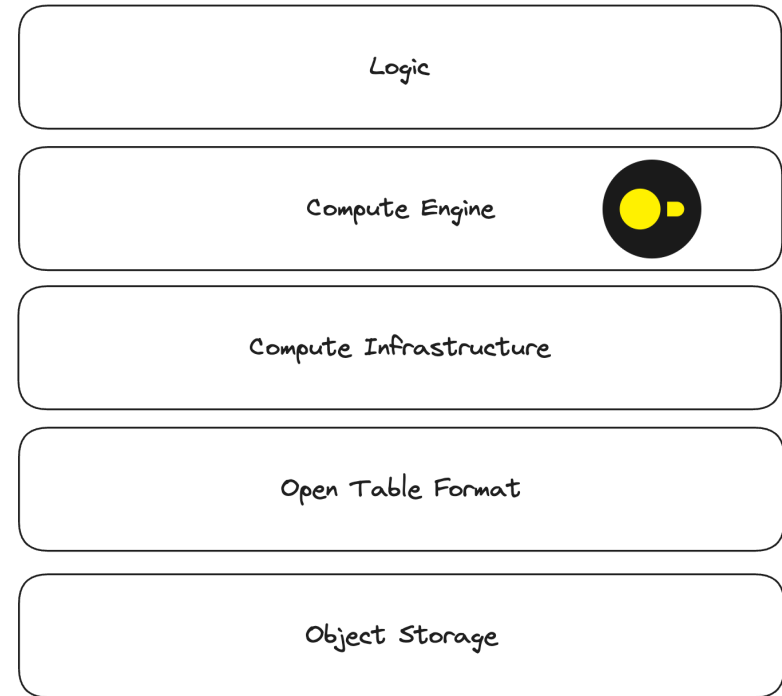 Logic
Compute Engine
Compute Infrastructure
Open Table Format
Object Storage